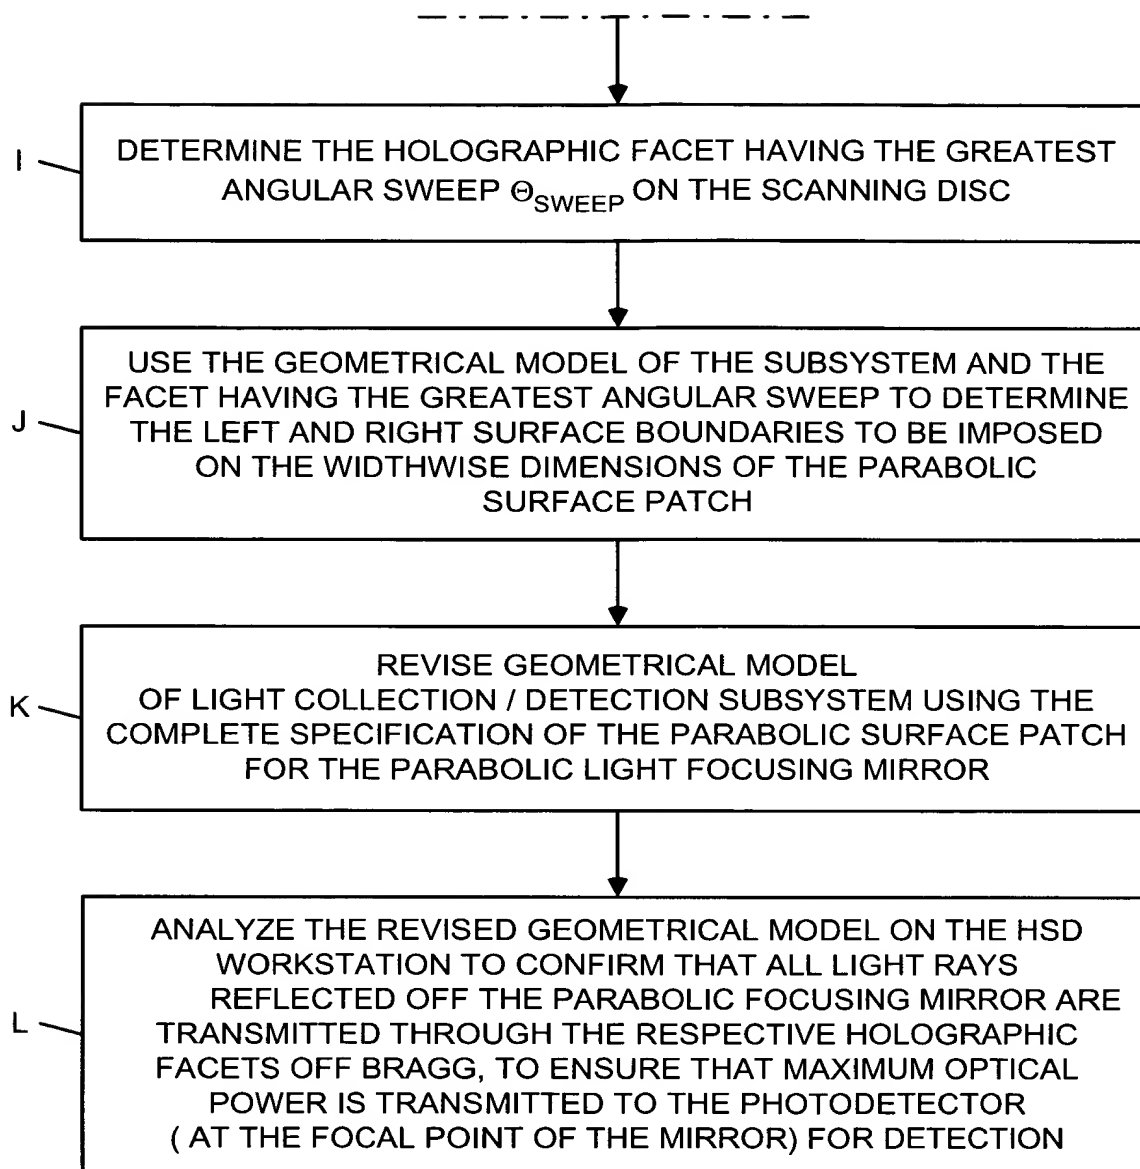 I
DETERMINE THE HOLOGRAPHIC FACET HAVING THE GREATEST
ANGULAR SWEEP Θ_SWEEP ON THE SCANNING DISC
J
USE THE GEOMETRICAL MODEL OF THE SUBSYSTEM AND THE
FACET HAVING THE GREATEST ANGULAR SWEEP TO DETERMINE
THE LEFT AND RIGHT SURFACE BOUNDARIES TO BE IMPOSED
ON THE WIDTHWISE DIMENSIONS OF THE PARABOLIC
SURFACE PATCH
K
REVISE GEOMETRICAL MODEL
OF LIGHT COLLECTION / DETECTION SUBSYSTEM USING THE
COMPLETE SPECIFICATION OF THE PARABOLIC SURFACE PATCH
FOR THE PARABOLIC LIGHT FOCUSING MIRROR
L
ANALYZE THE REVISED GEOMETRICAL MODEL ON THE HSD
WORKSTATION TO CONFIRM THAT ALL LIGHT RAYS
REFLECTED OFF THE PARABOLIC FOCUSING MIRROR ARE
TRANSMITTED THROUGH THE RESPECTIVE HOLOGRAPHIC
FACETS OFF BRAGG, TO ENSURE THAT MAXIMUM OPTICAL
POWER IS TRANSMITTED TO THE PHOTODETECTOR
( AT THE FOCAL POINT OF THE MIRROR) FOR DETECTION